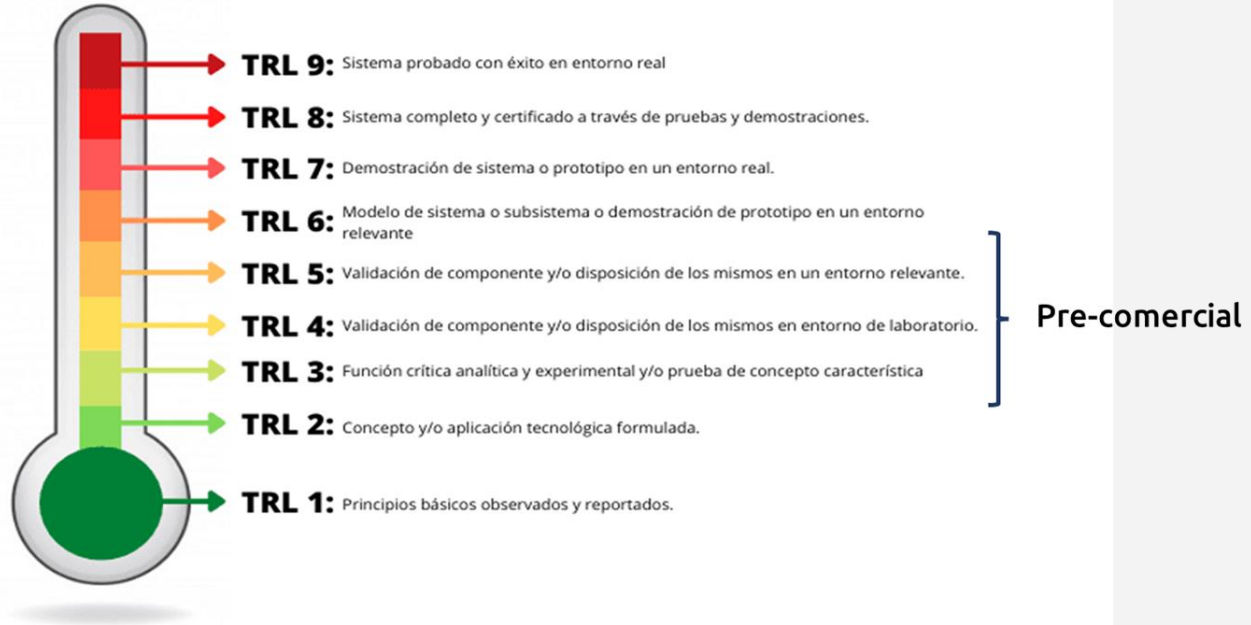 TRL 9: Sistema probado con éxito en entorno real
TRL 8: Sistema completo y certificado a través de pruebas y demostraciones.
TRL 7: Demostración de sistema o prototipo en un entorno real.
TRL 6: Modelo de sistema o subsistema o demostración de prototipo en un entorno
relevante
TRL 5: Validación de componente y/o disposición de los mismos en un entorno relevante.
TRL 4: Validación de componente y/o disposición de los mismos en entorno de laboratorio.
TRL 3: Función crítica analítica y experimental y/o prueba de concepto característica
TRL 2: Concepto y/o aplicación tecnológica formulada.
TRL 1: Principios básicos observados y reportados.
Pre-comercial